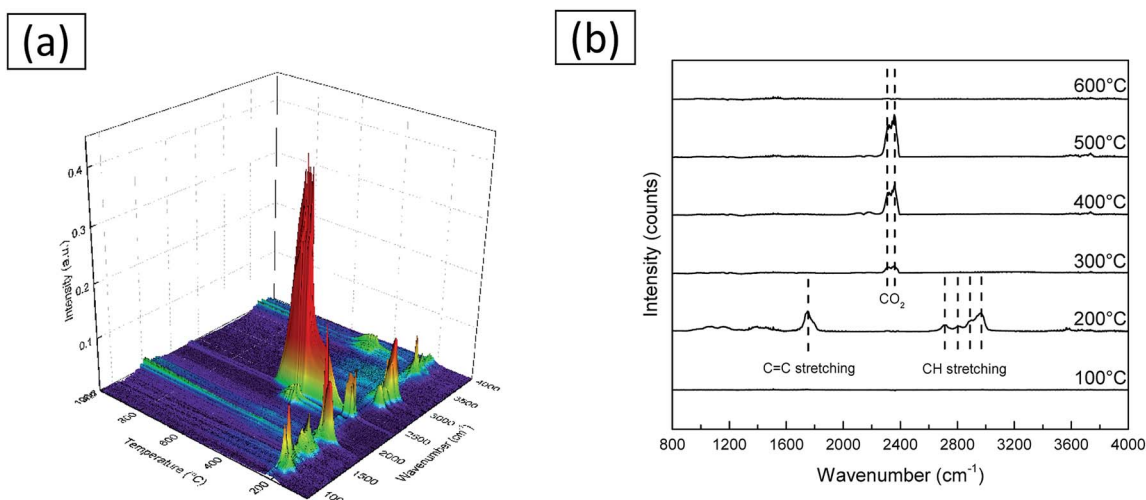 (a)
0.4
0.3
0.2
0.1
Intensity (a.u.)
800
600
400
200
Temperature (°C)
1500
2000
2500
3000
3500
4000
Wavenumber (cm⁻¹)
(b)
600°C
500°C
400°C
300°C
CO₂
200°C
C=C stretching
CH stretching
100°C
800 1200 1600 2000 2400 2800 3200 3600 4000
Intensity (counts)
Wavenumber (cm⁻¹)